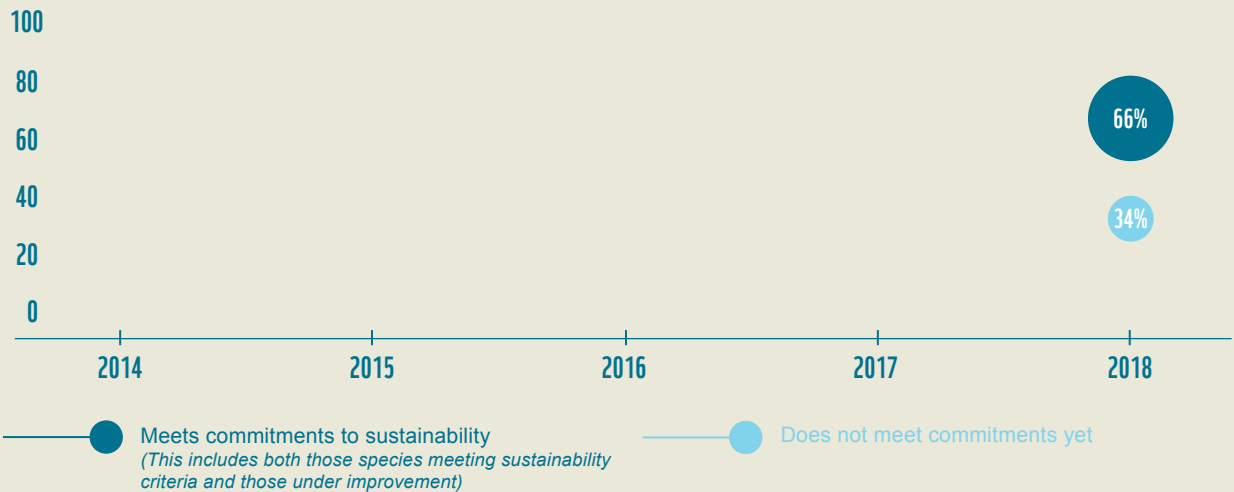 100
80
66%
60
40
34%
20
0
2014 2015 2016 2017 2018
Meets commitments to sustainability
(This includes both those species meeting sustainability
criteria and those under improvement)
Does not meet commitments yet